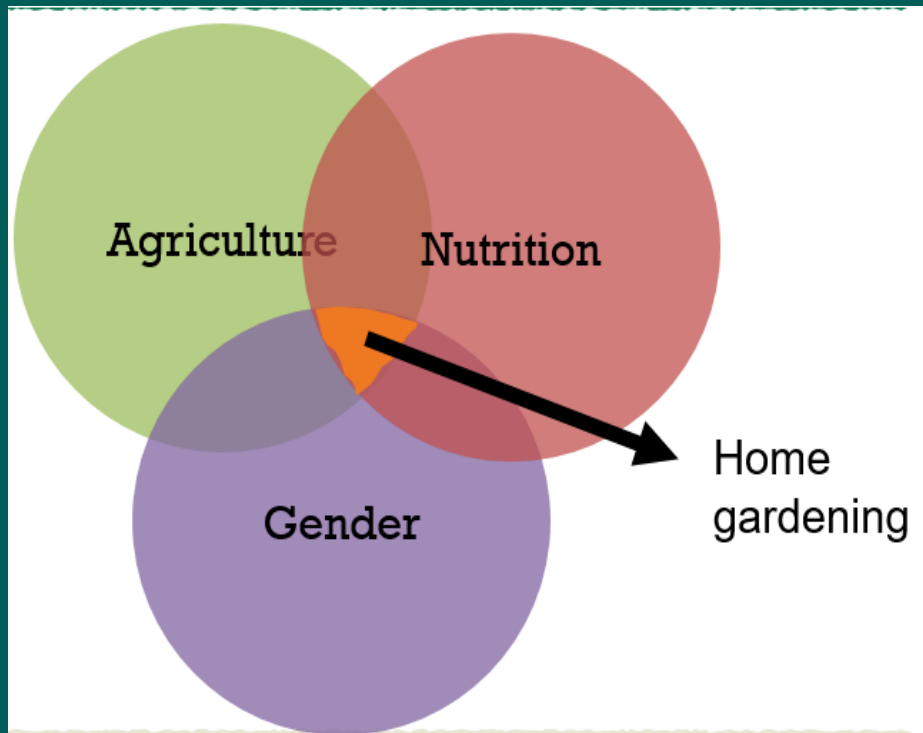 Agriculture
Nutrition
Gender
Home
gardening